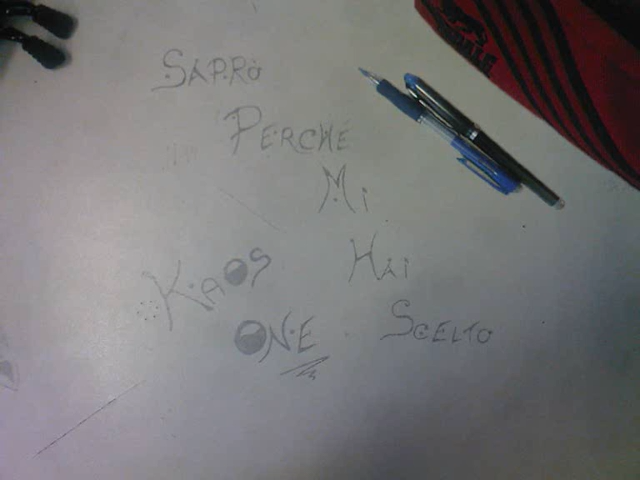 SAPRÒ
PERCHÉ
MI
HAI
SCELTO
KAOS
ONE